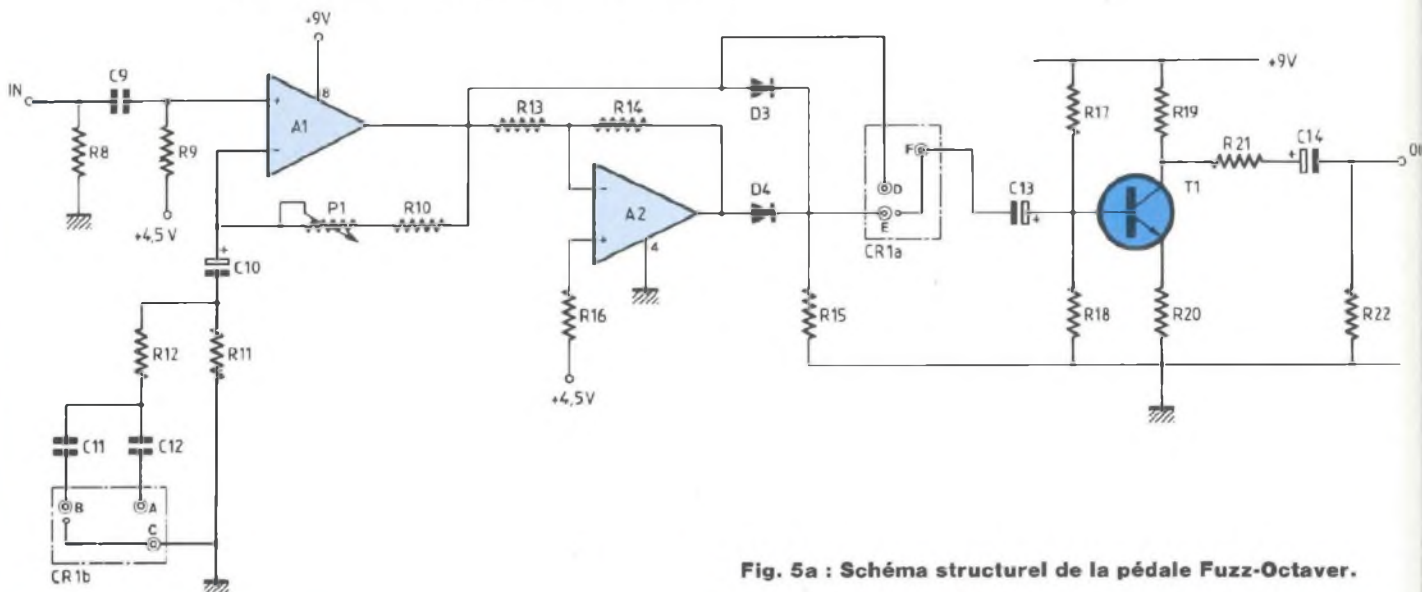 +9V
IN
C9
8
+
A1
-
R8
R9
+4,5 V
P1
R10
+
C10
R12
R11
C11
C12
B
A
C
CR1b
R13
R14
D3
-
A2
+
4
D4
R16
+4,5V
R15
F
D
E
CR1a
C13
+
+9V
R17
R19
R21
+
C14
T1
R18
R20
R22
Fig. 5a : Schéma structurel de la pédale Fuzz-Octaver.